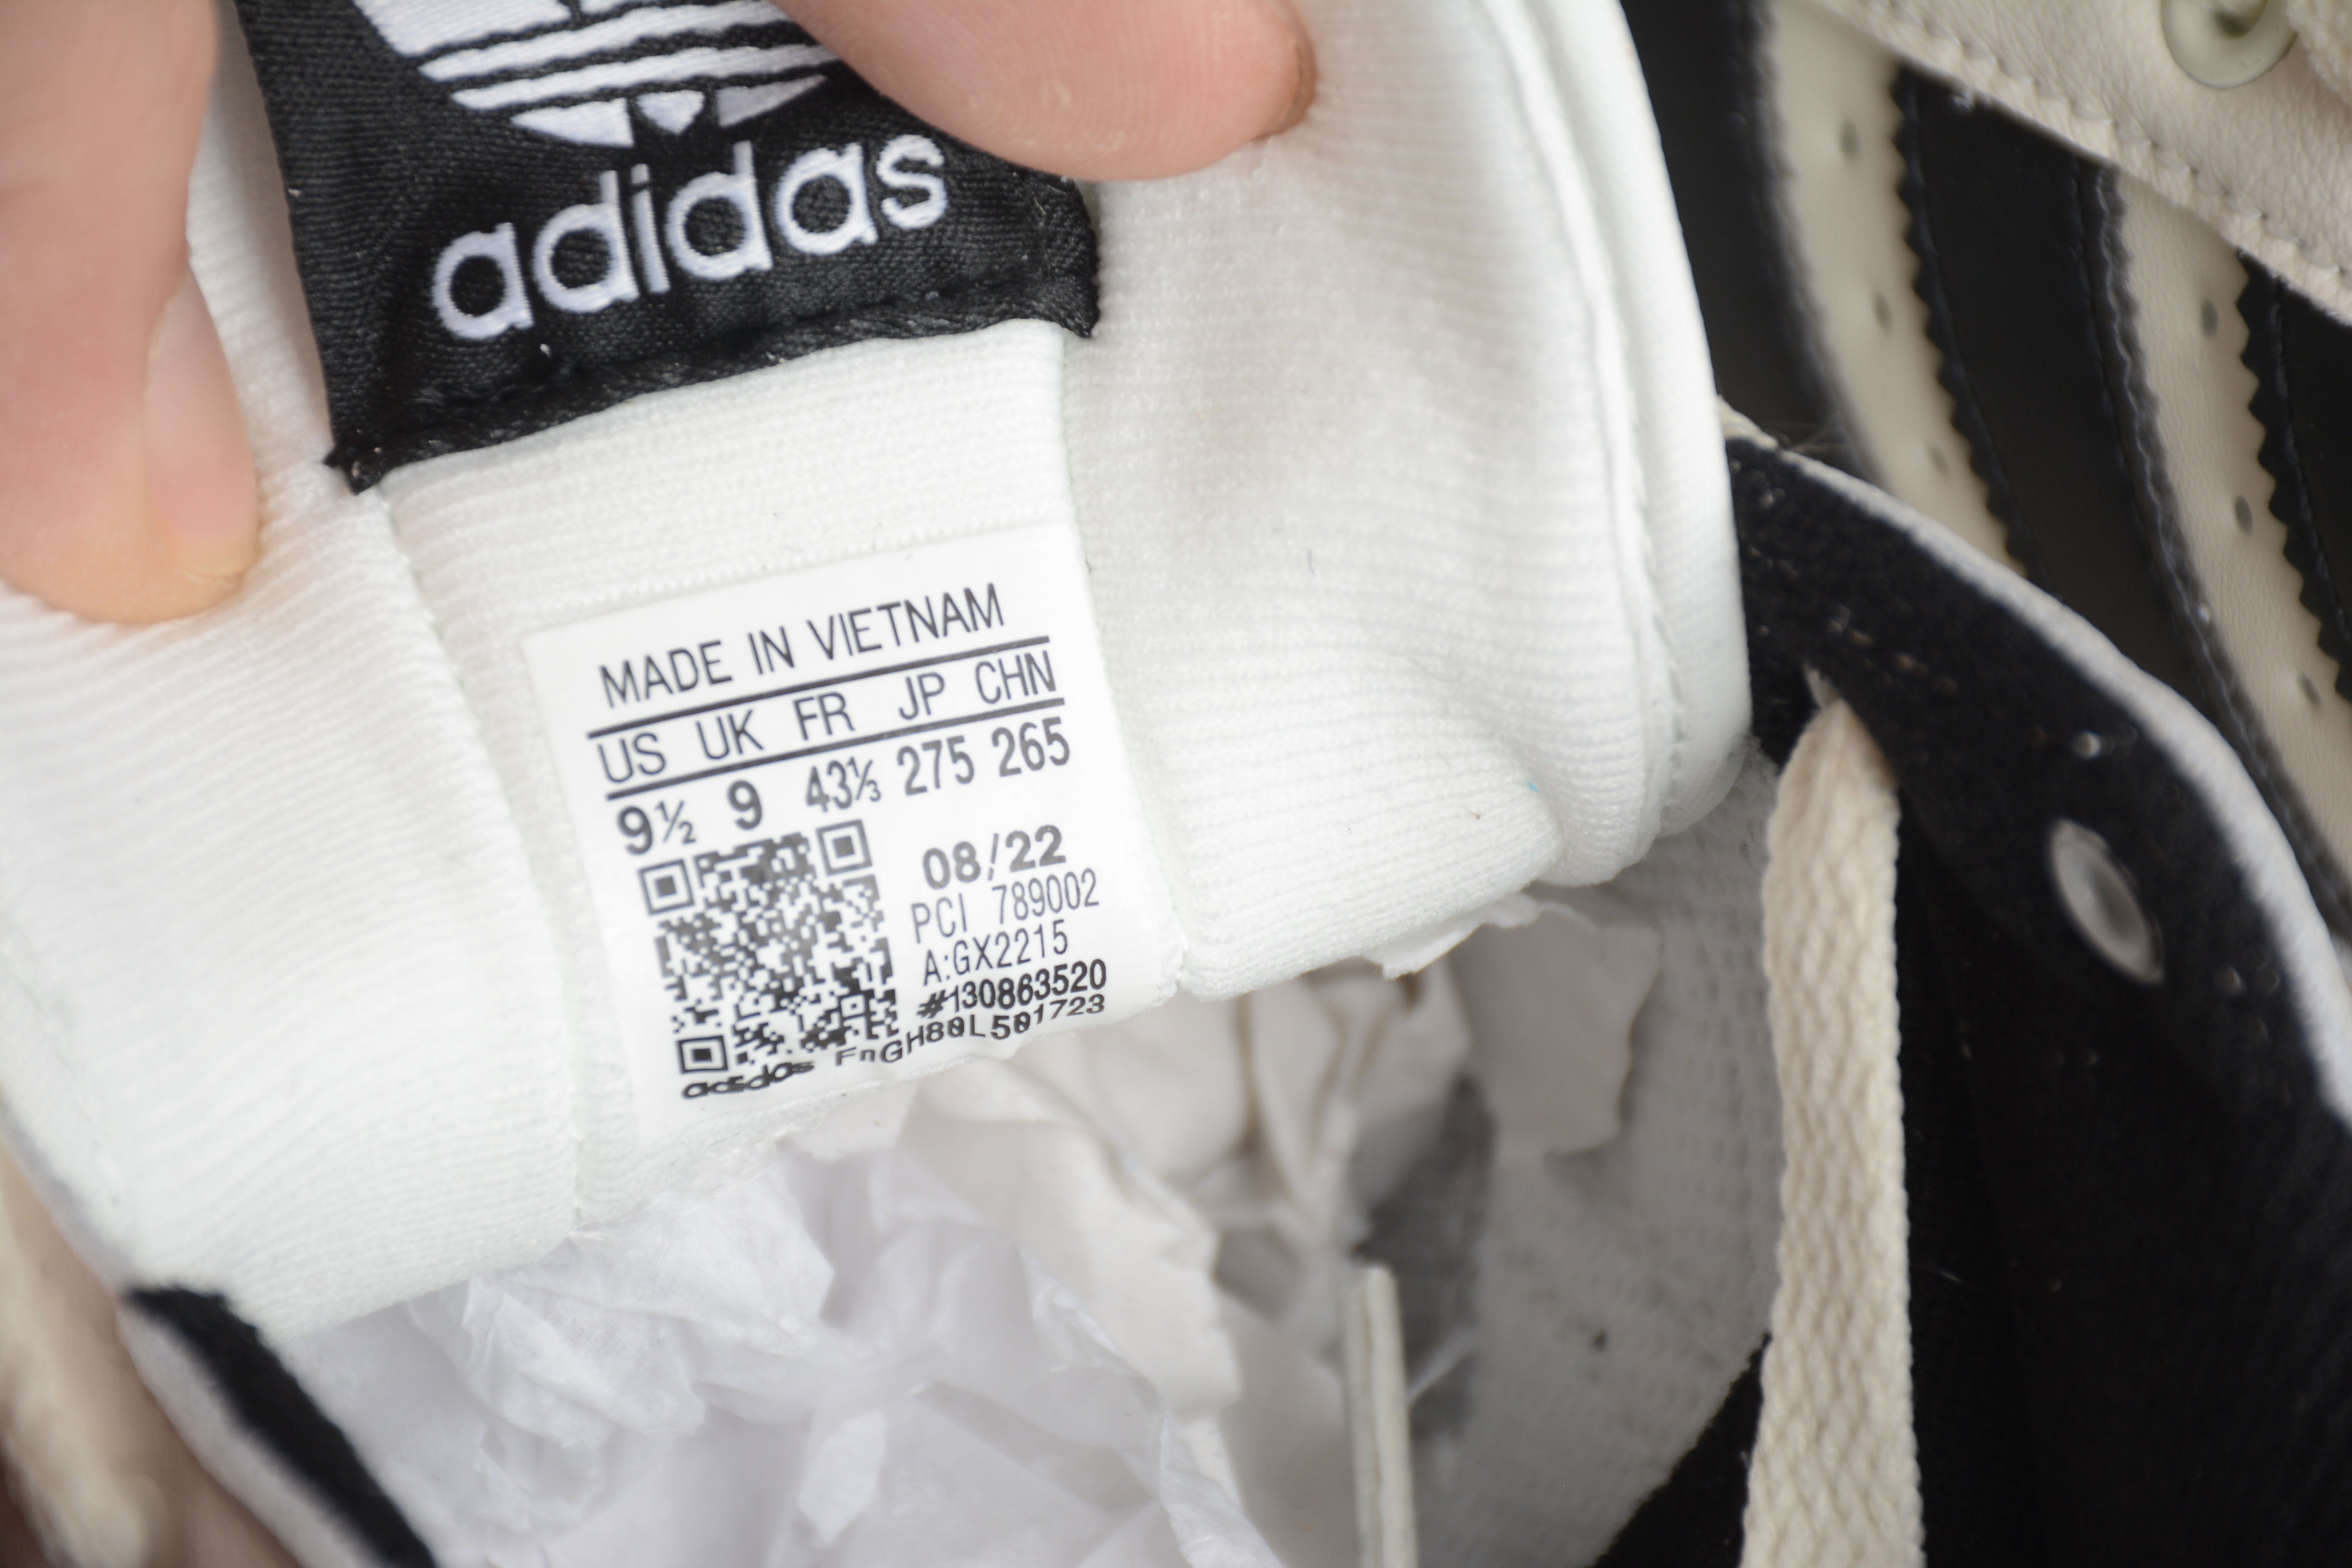 adidas
MADE IN VIETNAM
US UK FR JP CHN
9½ 9 43⅓ 275 265
08/22
PCI 789002
A:GX2215
#130863520
adidas FnGH80L501723